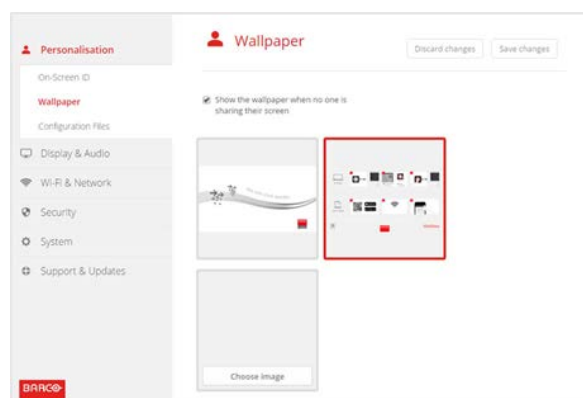 Personalisation
On-Screen ID
Wallpaper
Configuration Files
Display & Audio
Wi-Fi & Network
Security
System
Support & Updates
BARCO
Wallpaper
Discard changes
Save changes
Show the wallpaper when no one is
sharing their screen
Choose image